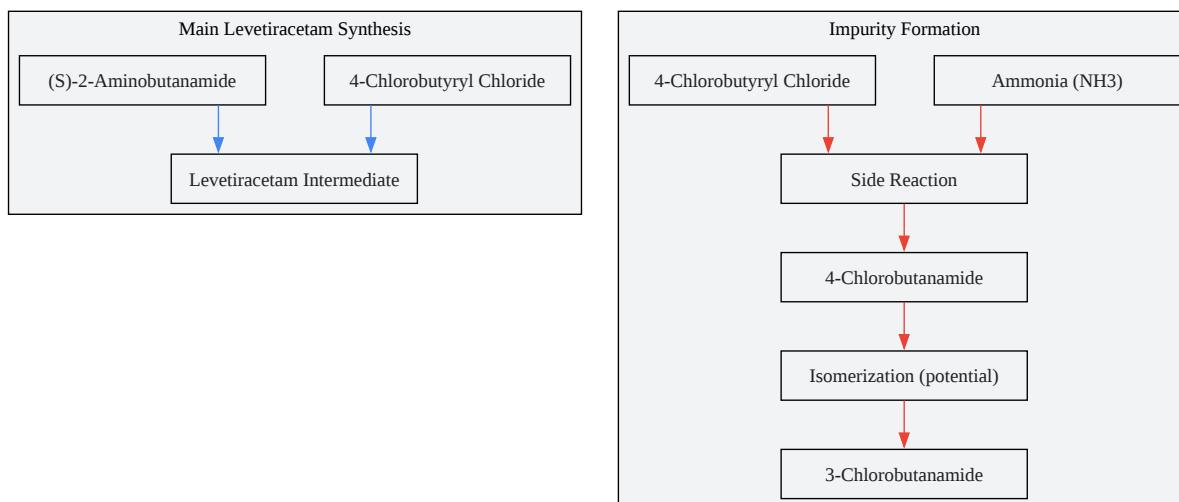 Main Levetiracetam Synthesis
(S)-2-Aminobutanamide
4-Chlorobutyryl Chloride
Levetiracetam Intermediate
Impurity Formation
4-Chlorobutyryl Chloride
Ammonia (NH3)
Side Reaction
4-Chlorobutanamide
Isomerization (potential)
3-Chlorobutanamide